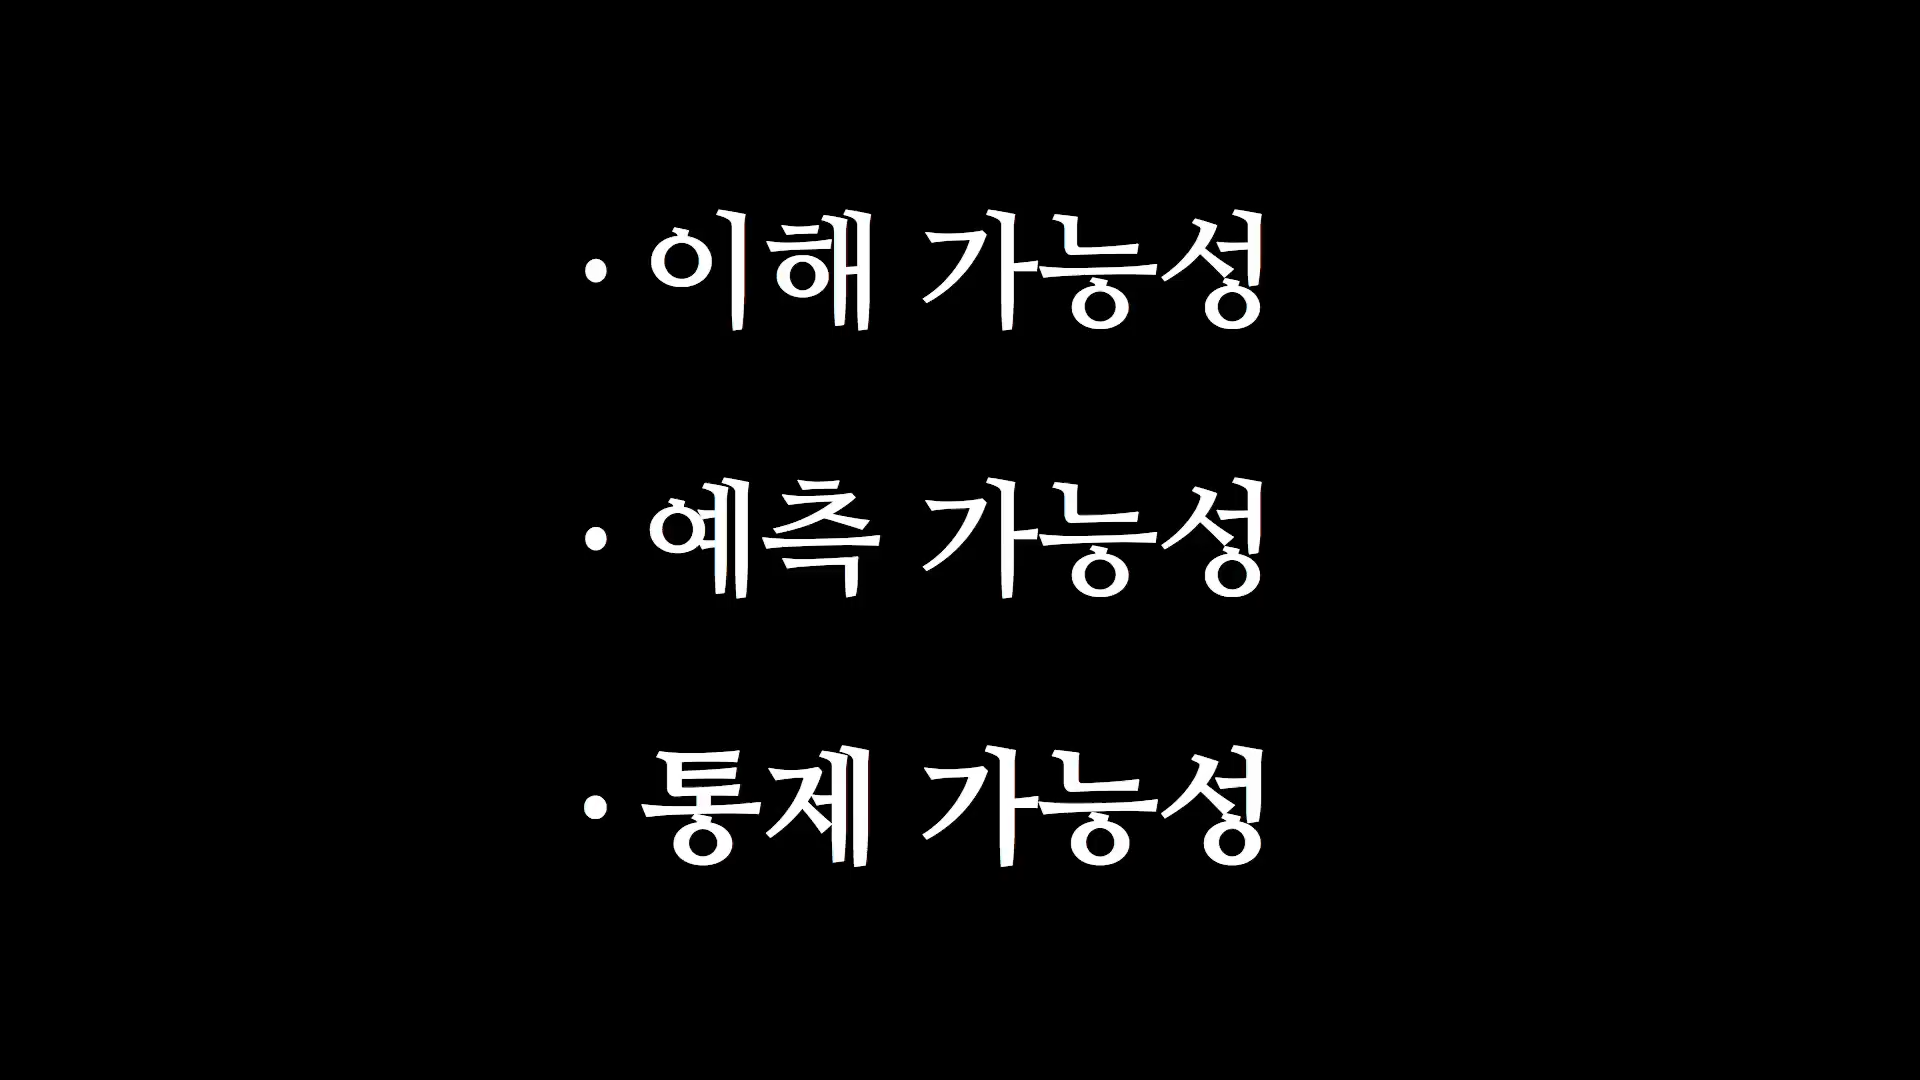 · 이해 가능성
· 예측 가능성
· 통제 가능성